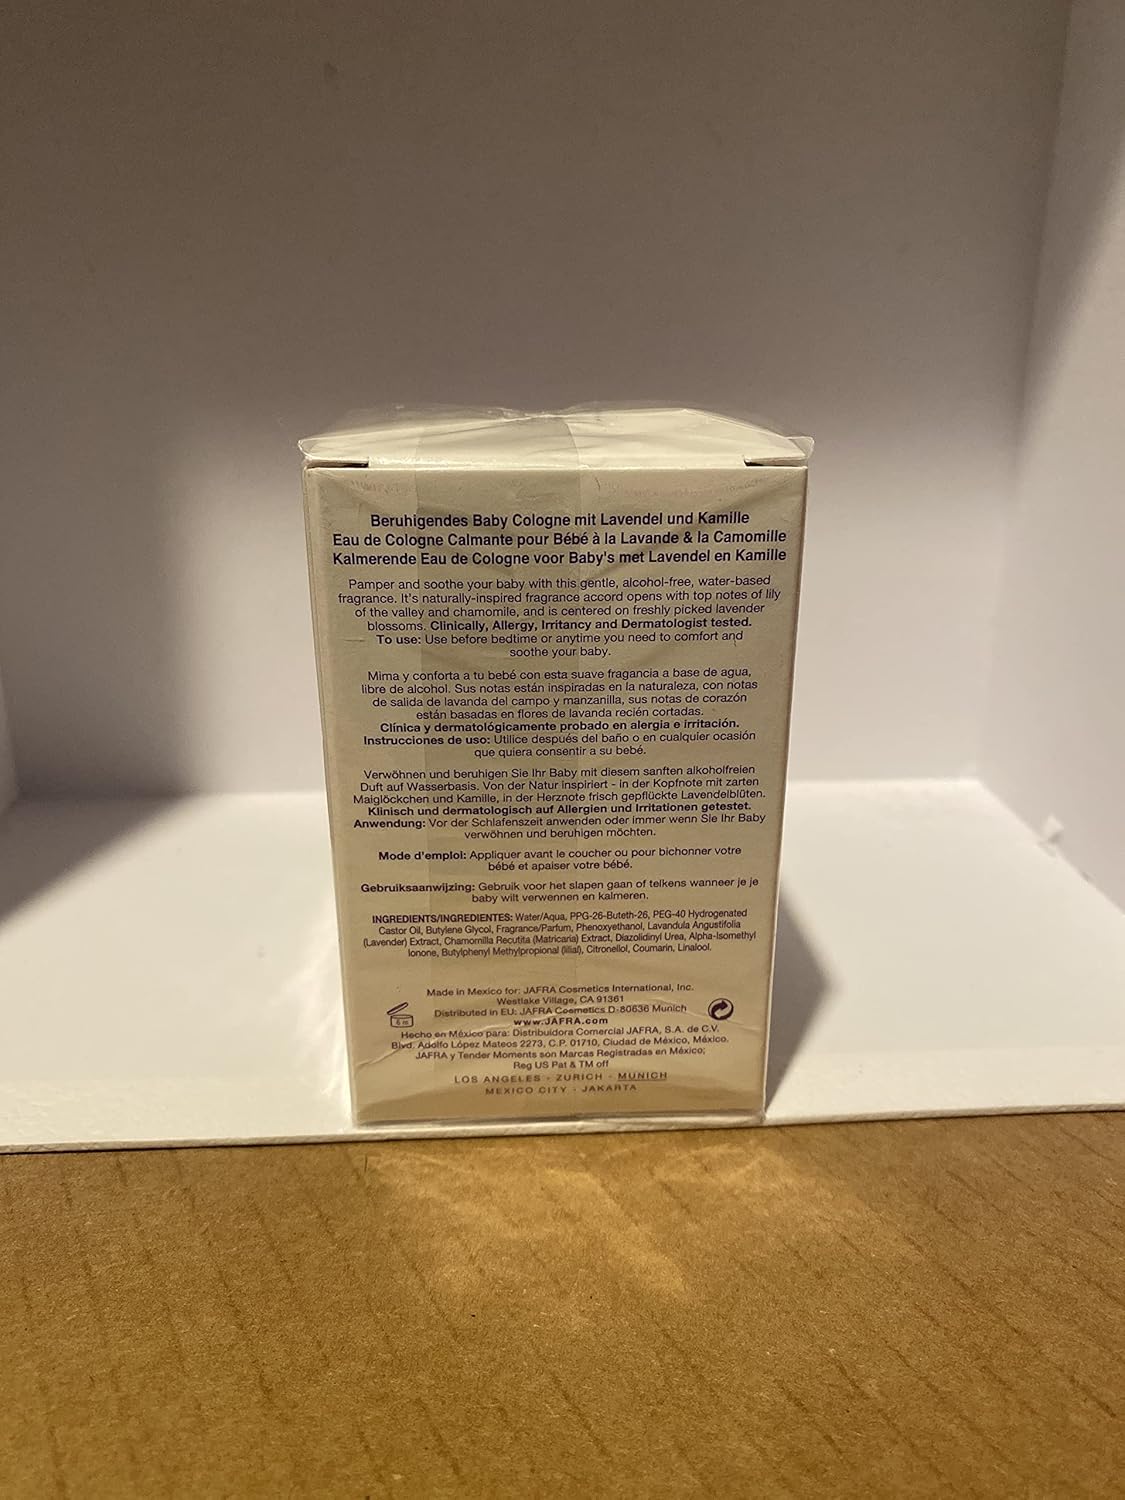 Beruhigendes Baby Cologne mit Lavendel und Kamille
Eau de Cologne Calmante pour Bébé à la Lavande & la Camomille
Kalmerende Eau de Cologne voor Baby's met Lavendel en Kamille
Pamper and soothe your baby with this gentle, alcohol-free, water-based
fragrance. It's naturally-inspired fragrance accord opens with top notes of lily
of the valley and chamomile, and is centered on freshly picked lavender
blossoms. Clinically, Allergy, Irritancy and Dermatologist tested.
To use: Use before bedtime or anytime you need to comfort and
soothe your baby.
Mima y conforta a tu bebé con esta suave fragancia a base de agua,
libre de alcohol. Sus notas están inspiradas en la naturaleza, con notas
de salida de lavanda del campo y manzanilla, sus notas de corazón
están basadas en flores de lavanda recién cortadas.
Clínica y dermatológicamente probado en alergia e irritación.
Instrucciones de uso: Utilice después del baño o en cualquier ocasión
que quiera consentir a su bebé.
Verwöhnen und beruhigen Sie Ihr Baby mit diesem sanften alkoholfreien
Duft auf Wasserbasis. Von der Natur inspiriert - in der Kopfnote mit zarten
Maiglöckchen und Kamille, in der Herznote frisch gepflückte Lavendelblüten.
Klinisch und dermatologisch auf Allergien und Irritationen getestet.
Anwendung: Vor der Schlafenszeit anwenden oder immer wenn Sie Ihr Baby
verwöhnen und beruhigen möchten.
Mode d'emploi: Appliquer avant le coucher ou pour bichonner votre
bébé et apaiser votre bébé.
Gebruiksaanwijzing: Gebruik voor het slapen gaan of telkens wanneer je je
baby wilt verwennen en kalmeren.
INGREDIENTS/INGREDIENTES: Water/Aqua, PPG-26-Buteth-26, PEG-40 Hydrogenated
Castor Oil, Butylene Glycol, Fragrance/Parfum, Phenoxyethanol, Lavandula Angustifolia
(Lavender) Extract, Chamomilla Recutita (Matricaria) Extract, Diazolidinyl Urea, Alpha-Isomethyl
Ionone, Butylphenyl Methylpropional (lilial), Citronellol, Coumarin, Linalool.
Made in Mexico for: JAFRA Cosmetics International, Inc.
Westlake Village, CA 91361
Distributed in EU: JAFRA Cosmetics D-80636 Munich
6 m
www.JAFRA.com
Hecho en México para: Distribuidora Comercial JAFRA, S.A. de C.V.
Blvd. Adolfo López Mateos 2273, C.P. 01710, Ciudad de México, México.
JAFRA y Tender Moments son Marcas Registradas en México;
Reg US Pat & TM off
LOS ANGELES - ZURICH - MUNICH
MEXICO CITY - JAKARTA